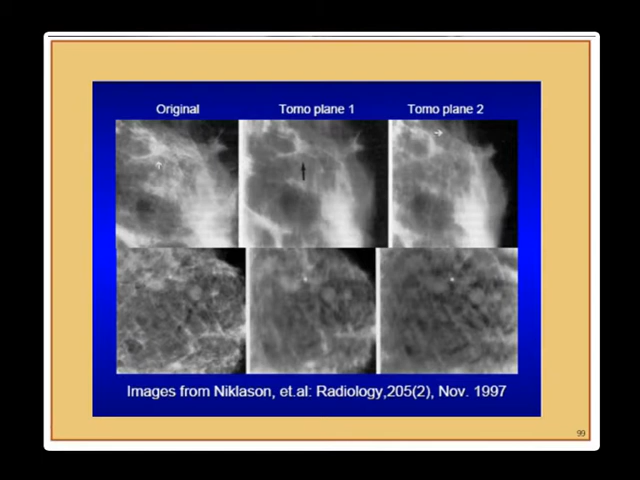 Original Tomo plane 1 Tomo plane 2
Images from Niklason, et.al: Radiology,205(2), Nov. 1997
99